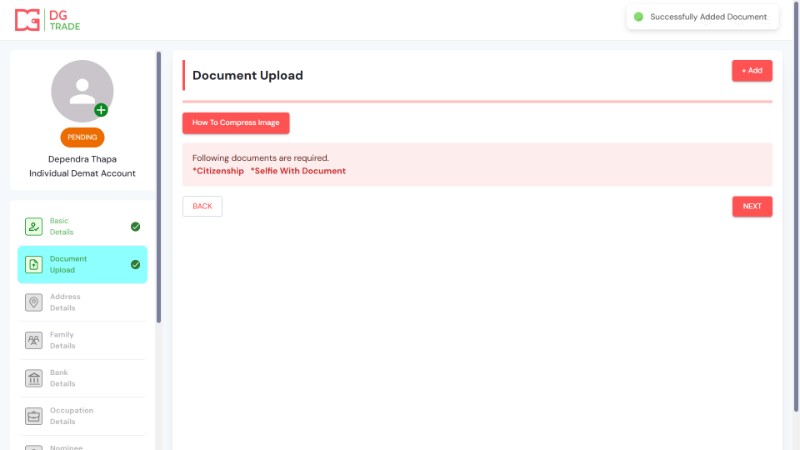 DG
TRADE
Successfully Added Document
PENDING
Dependra Thapa
Individual Demat Account
Basic
Details
Document
Upload
Address
Details
Family
Details
Bank
Details
Occupation
Details
Nominee
Document Upload
+ Add
How To Compress Image
Following documents are required.
*Citizenship *Selfie With Document
BACK
NEXT